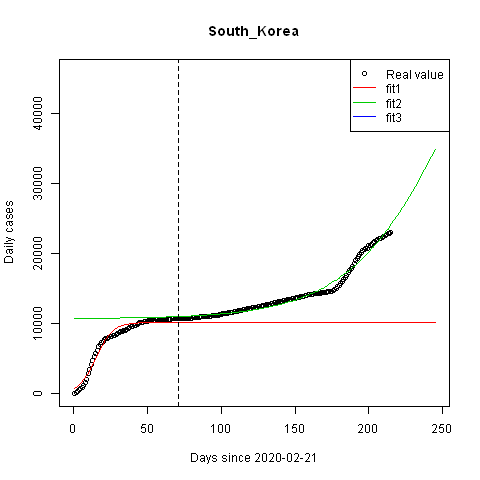 South_Korea
Real value
fit1
fit2
fit3
Daily cases
0
10000
20000
30000
40000
0 50 100 150 200 250
Days since 2020-02-21